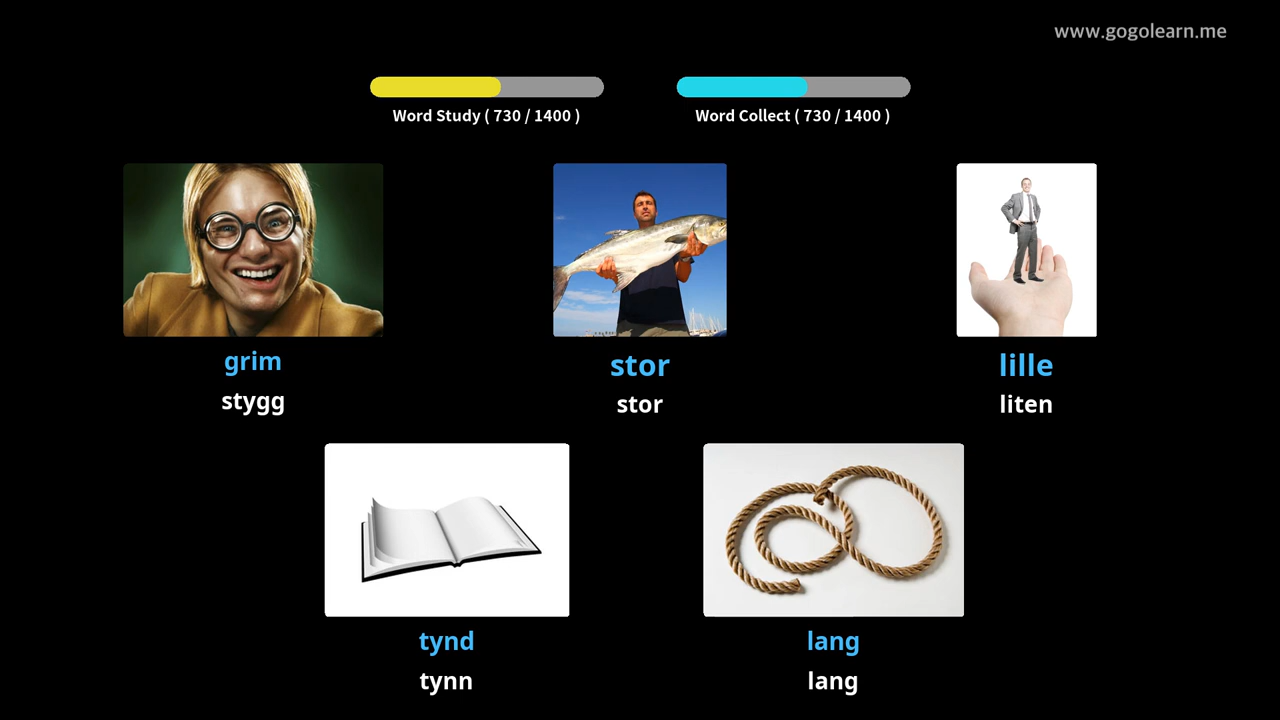 www.gogolearn.me
Word Study ( 730 / 1400 )
Word Collect ( 730 / 1400 )
grim
stygg
stor
stor
lille
liten
tynd
tynn
lang
lang